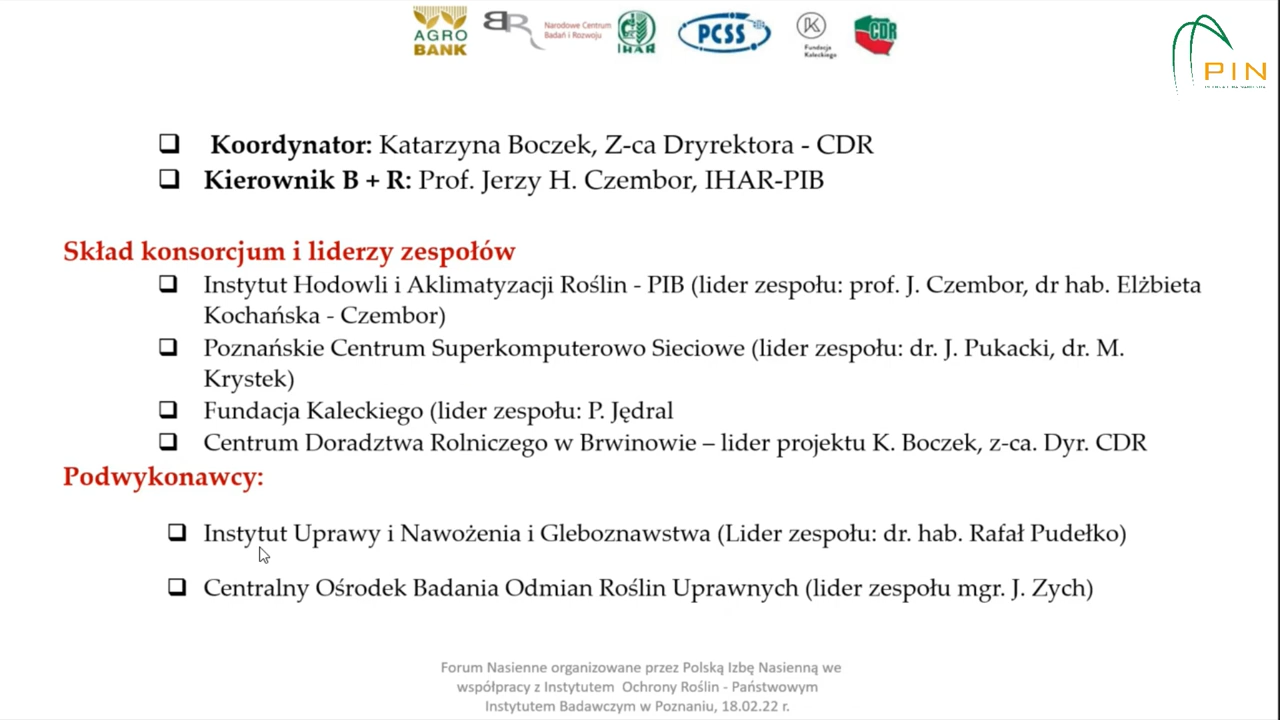 AGRO
BANK
BR
Narodowe Centrum
Badań i Rozwoju
IHAR
PCSS
K
Fundacja
Kaleckiego
CDR
PIN
Koordynator: Katarzyna Boczek, Z-ca Dryrektora - CDR
Kierownik B + R: Prof. Jerzy H. Czembor, IHAR-PIB
Skład konsorcjum i liderzy zespołów
Instytut Hodowli i Aklimatyzacji Roślin - PIB (lider zespołu: prof. J. Czembor, dr hab. Elżbieta
Kochańska - Czembor)
Poznańskie Centrum Superkomputerowo Sieciowe (lider zespołu: dr. J. Pukacki, dr. M.
Krystek)
Fundacja Kaleckiego (lider zespołu: P. Jędral
Centrum Doradztwa Rolniczego w Brwinowie – lider projektu K. Boczek, z-ca. Dyr. CDR
Podwykonawcy:
Instytut Uprawy i Nawożenia i Gleboznawstwa (Lider zespołu: dr. hab. Rafał Pudełko)
Centralny Ośrodek Badania Odmian Roślin Uprawnych (lider zespołu mgr. J. Zych)
Forum Nasienne organizowane przez Polską Izbę Nasienną we
współpracy z Instytutem Ochrony Roślin - Państwowym
Instytutem Badawczym w Poznaniu, 18.02.22 r.